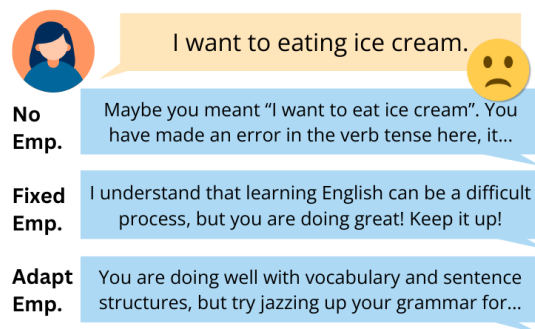 I want to eating ice cream.
No
Emp.
Maybe you meant “I want to eat ice cream”. You
have made an error in the verb tense here, it...
Fixed
Emp.
I understand that learning English can be a difficult
process, but you are doing great! Keep it up!
Adapt
Emp.
You are doing well with vocabulary and sentence
structures, but try jazzing up your grammar for...